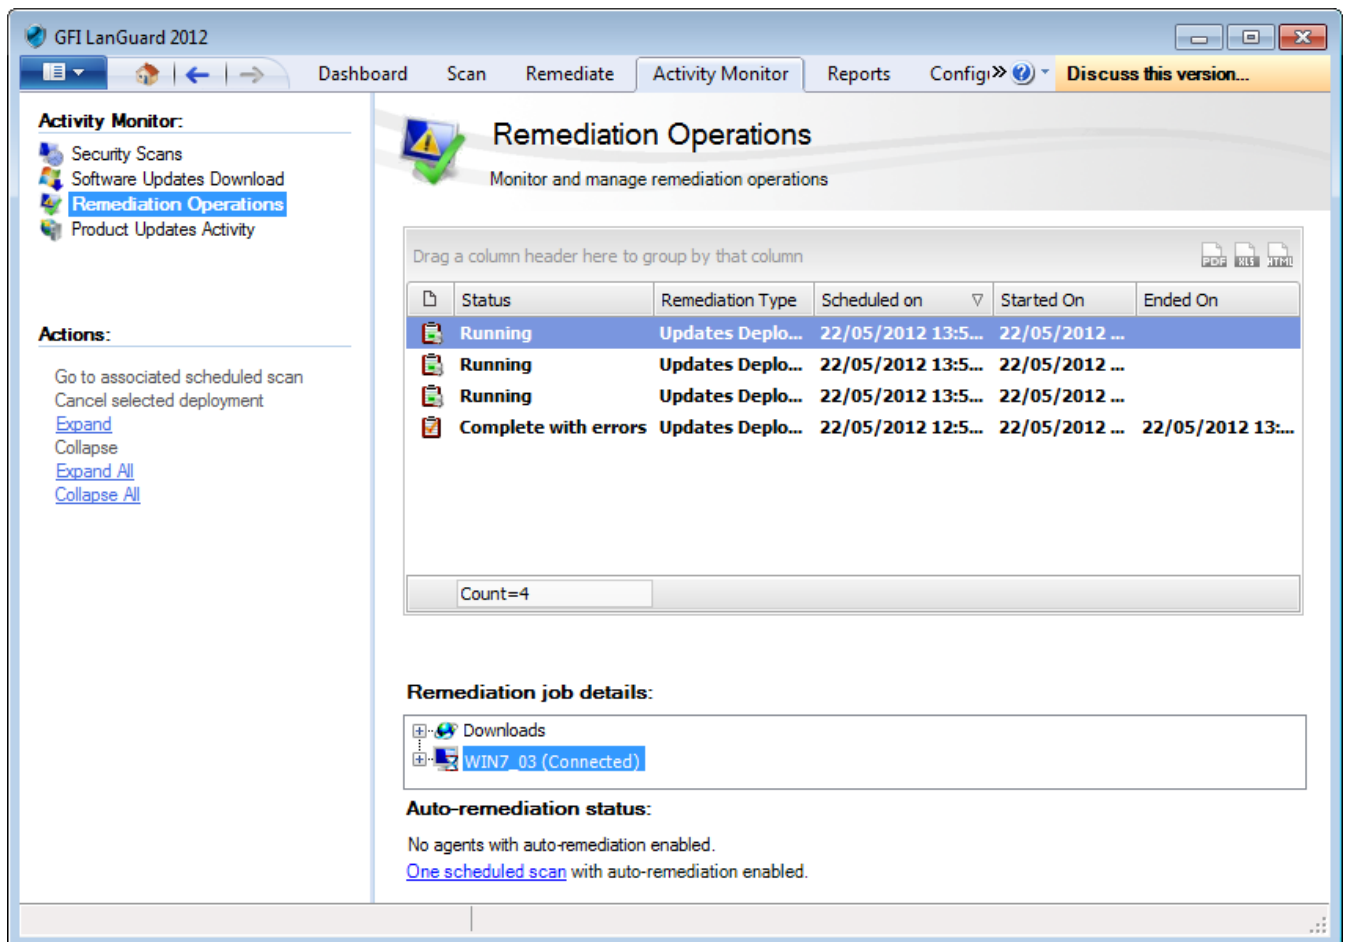 GFI LanGuard 2012
Dashboard Scan Remediate Activity Monitor Reports Configu » Discuss this version...
Activity Monitor:
Security Scans
Software Updates Download
Remediation Operations
Product Updates Activity
Actions:
Go to associated scheduled scan
Cancel selected deployment
Expand
Collapse
Expand All
Collapse All
Remediation Operations
Monitor and manage remediation operations
Drag a column header here to group by that column PDF XLS HTML
Status Remediation Type Scheduled on Started On Ended On
Running Updates Deplo... 22/05/2012 13:5... 22/05/2012 ...
Running Updates Deplo... 22/05/2012 13:5... 22/05/2012 ...
Running Updates Deplo... 22/05/2012 13:5... 22/05/2012 ...
Complete with errors Updates Deplo... 22/05/2012 12:5... 22/05/2012 ... 22/05/2012 13:...
Count=4
Remediation job details:
Downloads
WIN7_03 (Connected)
Auto-remediation status:
No agents with auto-remediation enabled.
One scheduled scan with auto-remediation enabled.